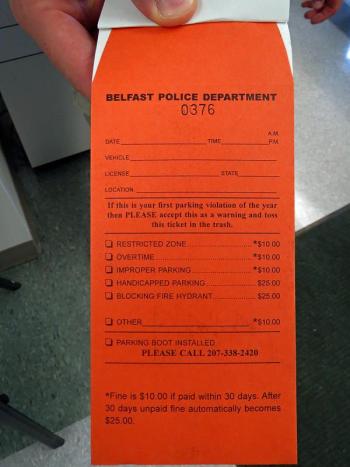 BELFAST POLICE DEPARTMENT
0376
A.M.
DATE TIME P.M.
VEHICLE
LICENSE STATE
LOCATION
If this is your first parking violation of the year
then PLEASE accept this as a warning and toss
this ticket in the trash.
❏ RESTRICTED ZONE *$10.00
❏ OVERTIME *$10.00
❏ IMPROPER PARKING *$10.00
❏ HANDICAPPED PARKING $25.00
❏ BLOCKING FIRE HYDRANT $25.00
❏ OTHER *$10.00
❏ PARKING BOOT INSTALLED
PLEASE CALL 207-338-2420
*Fine is $10.00 if paid within 30 days. After
30 days unpaid fine automatically becomes
$25.00.